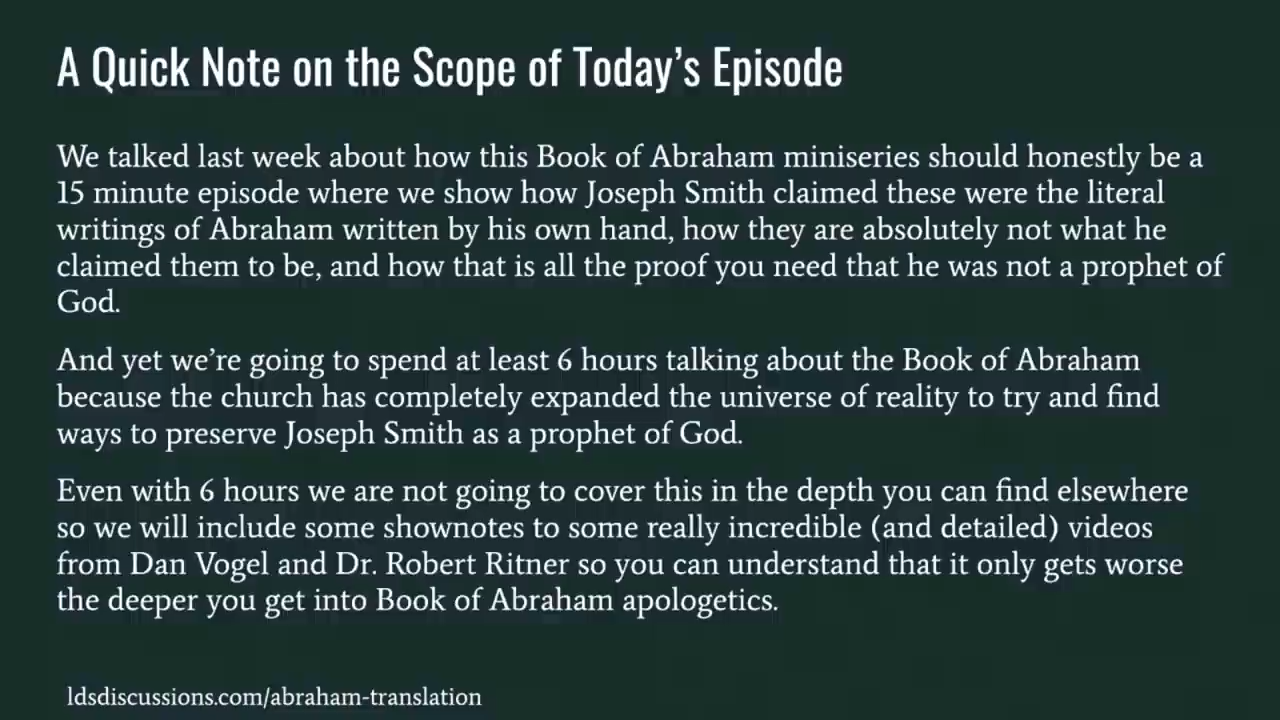 A Quick Note on the Scope of Today’s Episode
We talked last week about how this Book of Abraham miniseries should honestly be a
15 minute episode where we show how Joseph Smith claimed these were the literal
writings of Abraham written by his own hand, how they are absolutely not what he
claimed them to be, and how that is all the proof you need that he was not a prophet of
God.
And yet we’re going to spend at least 6 hours talking about the Book of Abraham
because the church has completely expanded the universe of reality to try and find
ways to preserve Joseph Smith as a prophet of God.
Even with 6 hours we are not going to cover this in the depth you can find elsewhere
so we will include some shownotes to some really incredible (and detailed) videos
from Dan Vogel and Dr. Robert Ritner so you can understand that it only gets worse
the deeper you get into Book of Abraham apologetics.
ldsdiscussions.com/abraham-translation